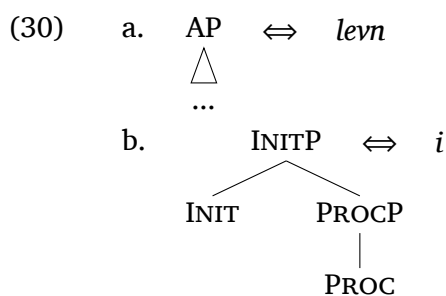 (30) a. AP ⇔ levn
...
b. INITP ⇔ i
INIT PROCP
PROC